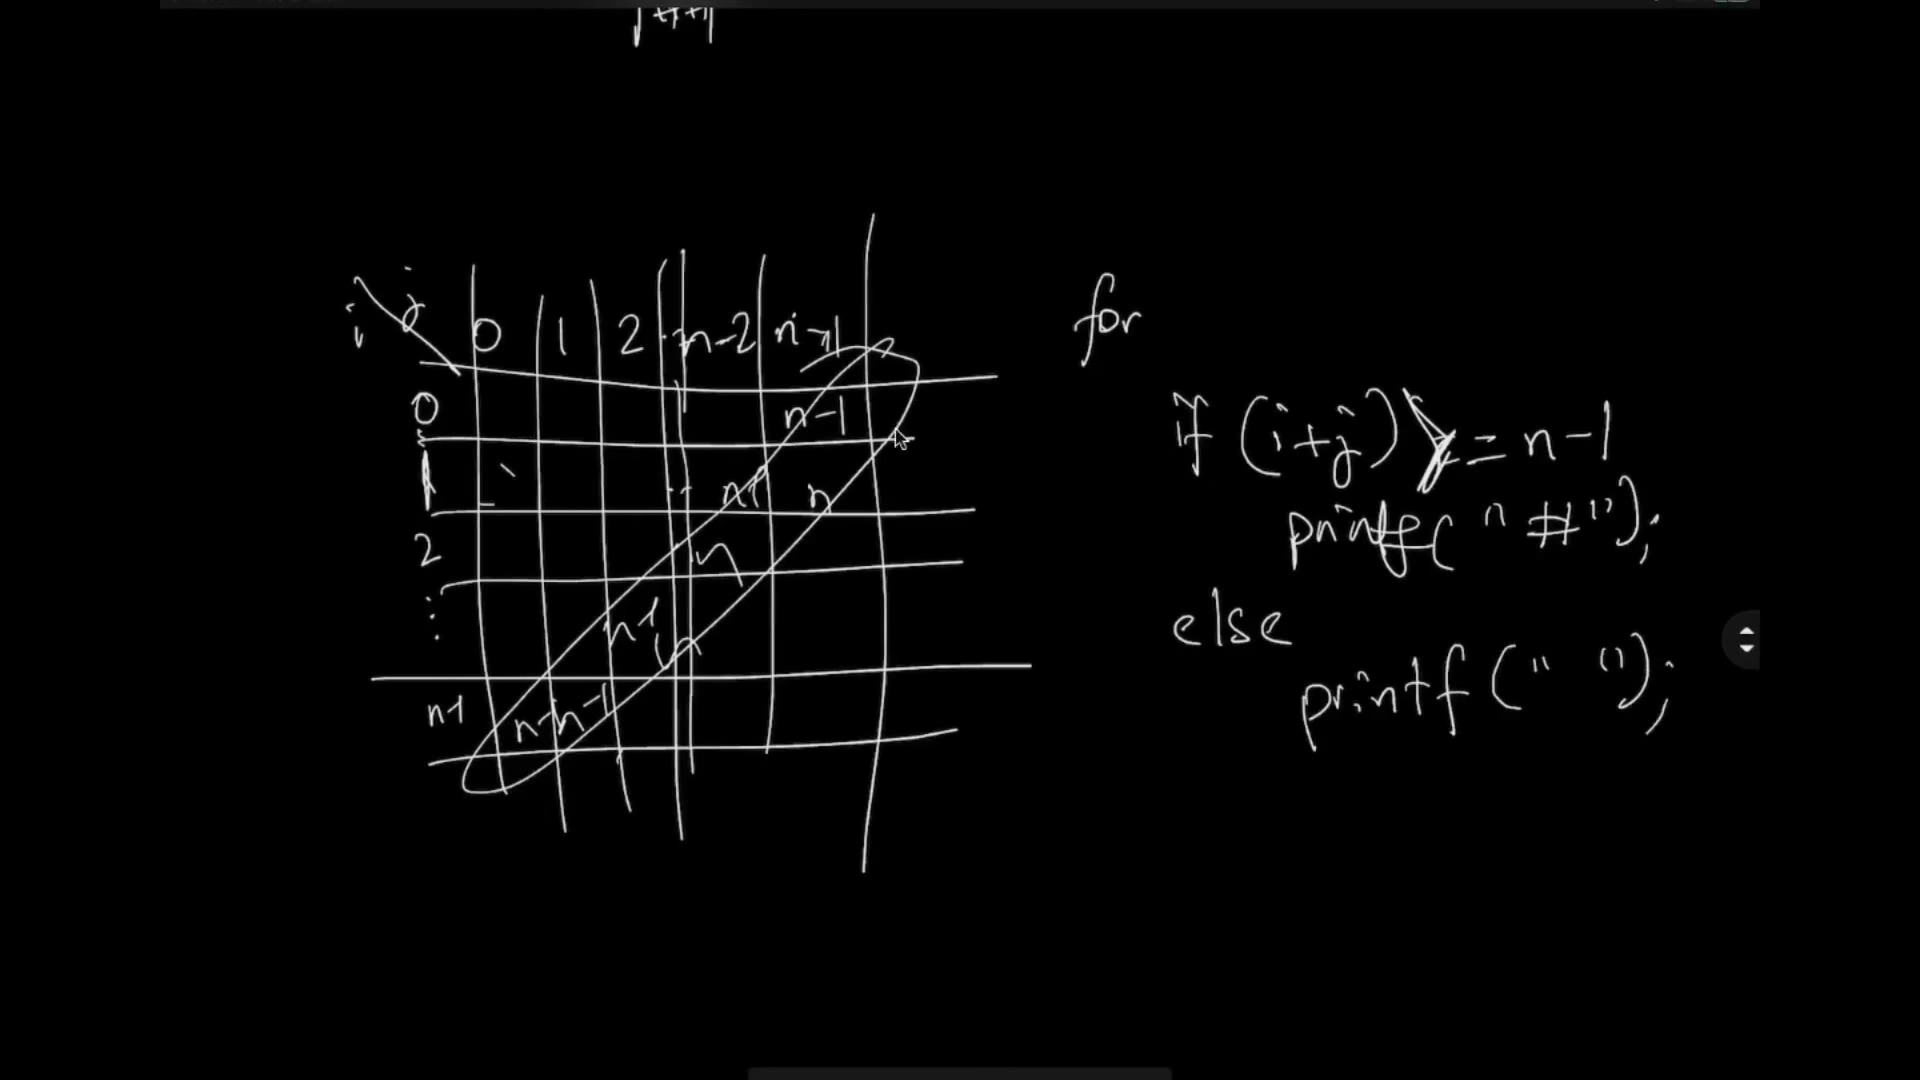 i j 0 1 2 n-2 n-1
0 n-1
1 n-1 n
2 n
n-1 n
n-1 n-1 n-1
for
if (i+j) >= n-1
printf("#");
else
printf(" ");